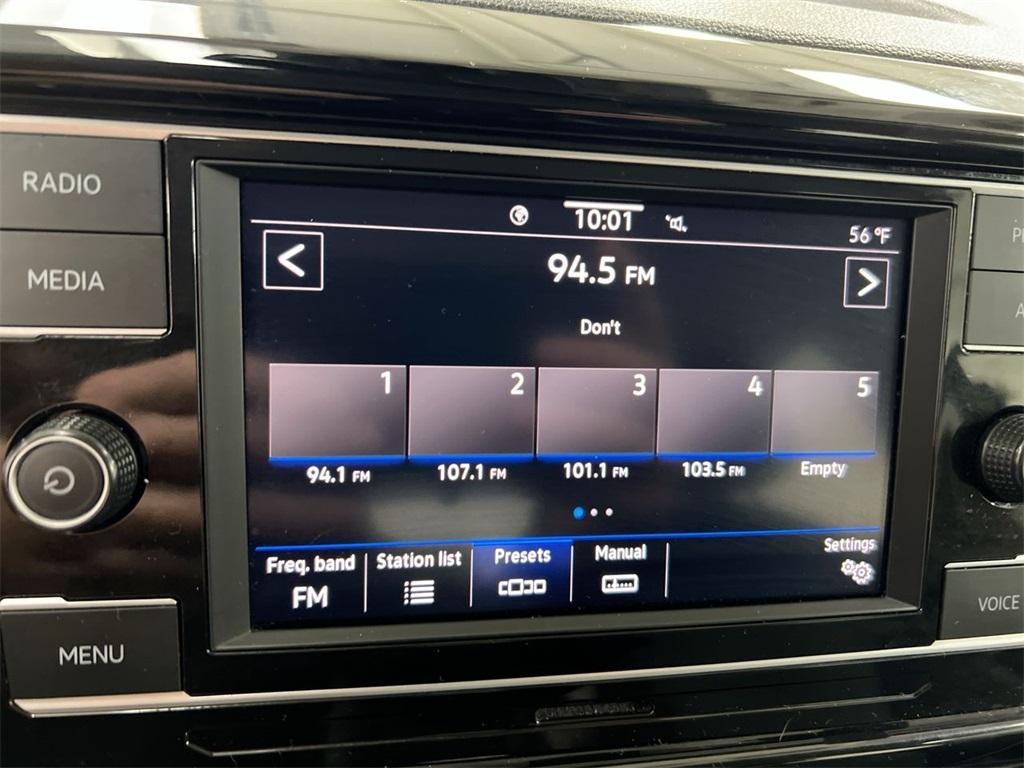 RADIO
MEDIA
MENU
10:01
56 °F
94.5 FM
Don't
1 2 3 4 5
94.1 FM 107.1 FM 101.1 FM 103.5 FM Empty
Freq. band Station list Presets Manual Settings
FM
VOICE